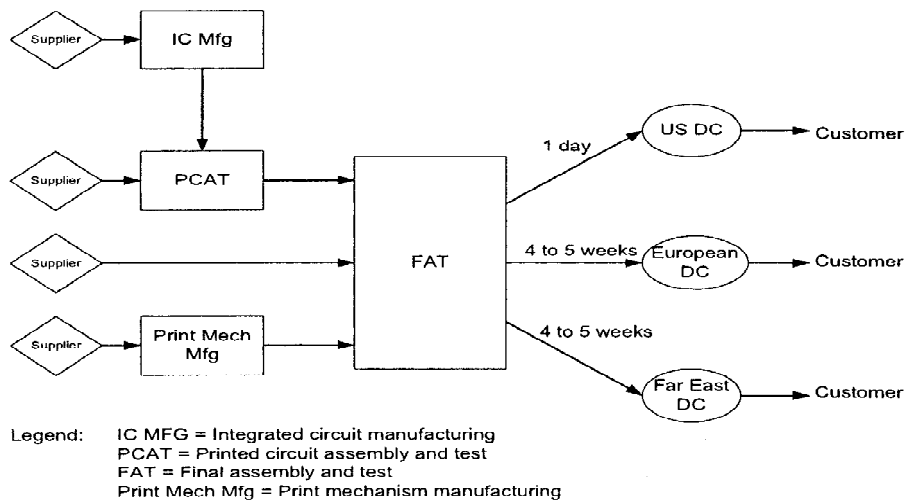 Supplier
IC Mfg
US DC
Customer
1 day
Supplier
PCAT
FAT
Supplier
4 to 5 weeks
European
DC
Customer
Supplier
Print Mech
Mfg
4 to 5 weeks
Far East
DC
Customer
Legend: IC MFG = Integrated circuit manufacturing
PCAT = Printed circuit assembly and test
FAT = Final assembly and test
Print Mech Mfg = Print mechanism manufacturing